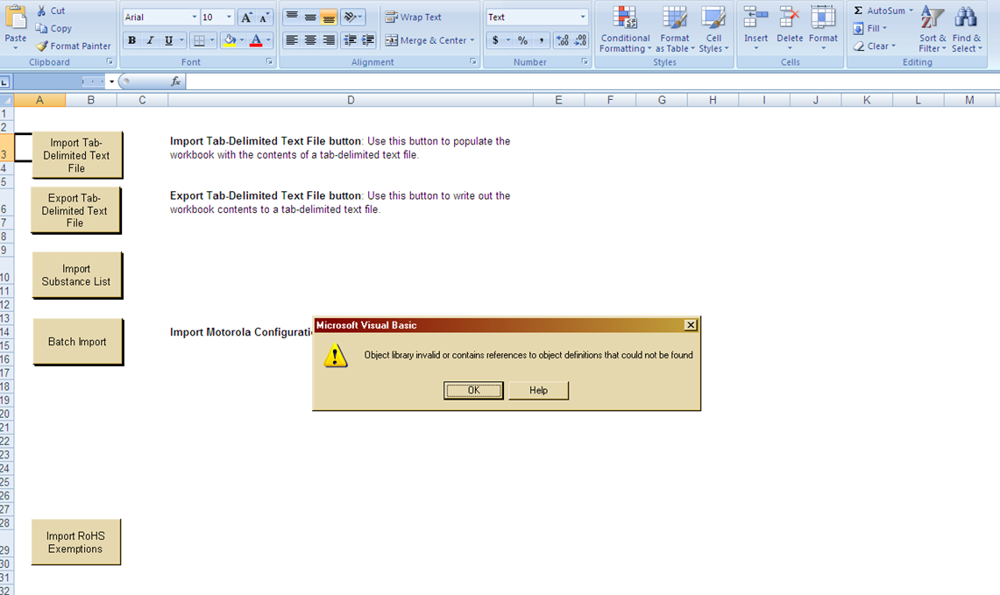 Cut
Copy
Paste
Format Painter
Clipboard
Arial 10 A A
B I U A
Font
Wrap Text
Merge & Center
Alignment
Text
$ % , .0 .00 .00 .0
Number
Conditional Formatting
Format as Table
Cell Styles
Styles
Insert Delete Format
Cells
Σ AutoSum
Fill
Clear
Sort & Filter
Find & Select
Editing
fx
A B C D E F G H I J K L M
1
2
3
4
5
6
7
8
9
10
11
12
13
14
15
16
17
18
19
20
21
22
23
24
25
26
27
28
29
30
31
32
Import Tab-
Delimited Text
File
Import Tab-Delimited Text File button: Use this button to populate the
workbook with the contents of a tab-delimited text file.
Export Tab-
Delimited Text
File
Export Tab-Delimited Text File button: Use this button to write out the
workbook contents to a tab-delimited text file.
Import
Substance List
Batch Import
Import Motorola Configurati
Microsoft Visual Basic
Object library invalid or contains references to object definitions that could not be found
OK Help
Import RoHS
Exemptions